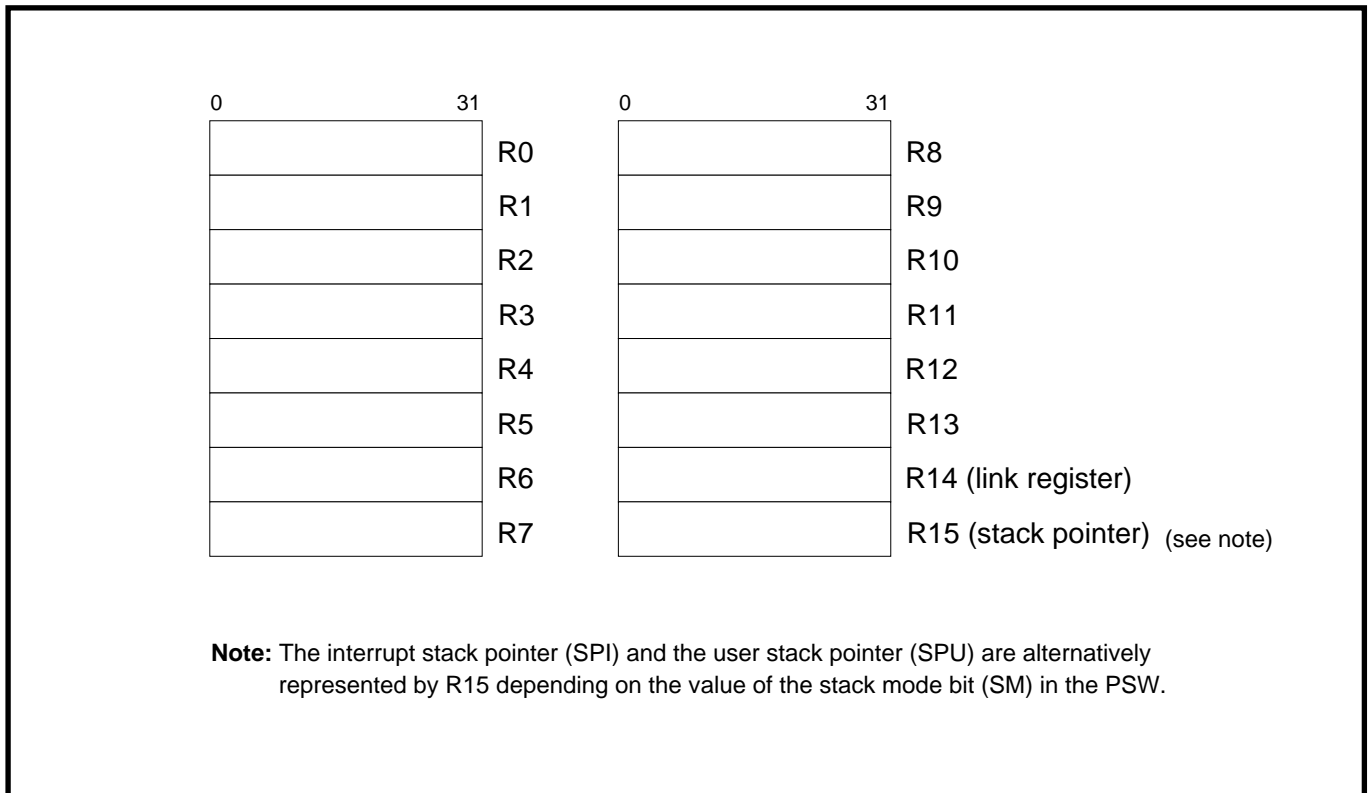 0 31 0 31
R0 R8
R1 R9
R2 R10
R3 R11
R4 R12
R5 R13
R6 R14 (link register)
R7 R15 (stack pointer) (see note)
Note: The interrupt stack pointer (SPI) and the user stack pointer (SPU) are alternatively
represented by R15 depending on the value of the stack mode bit (SM) in the PSW.